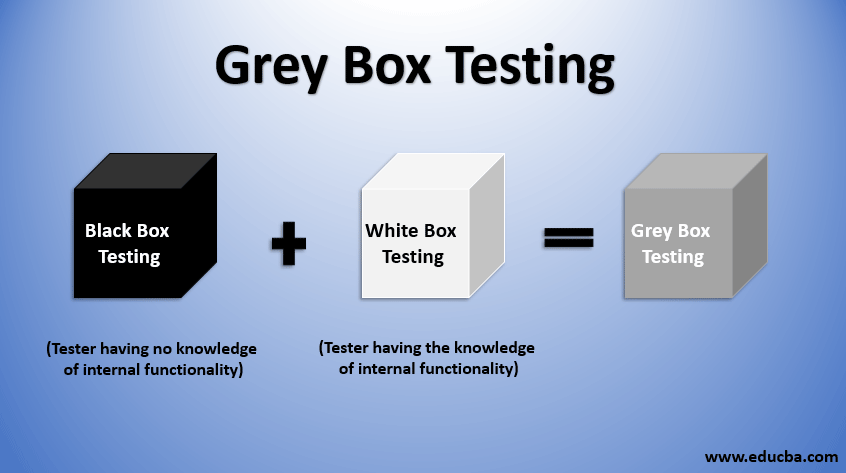 Grey Box Testing
Black Box
Testing
White Box
Testing
Grey Box
Testing
(Tester having no knowledge
of internal functionality)
(Tester having the knowledge
of internal functionality)
www.educba.com